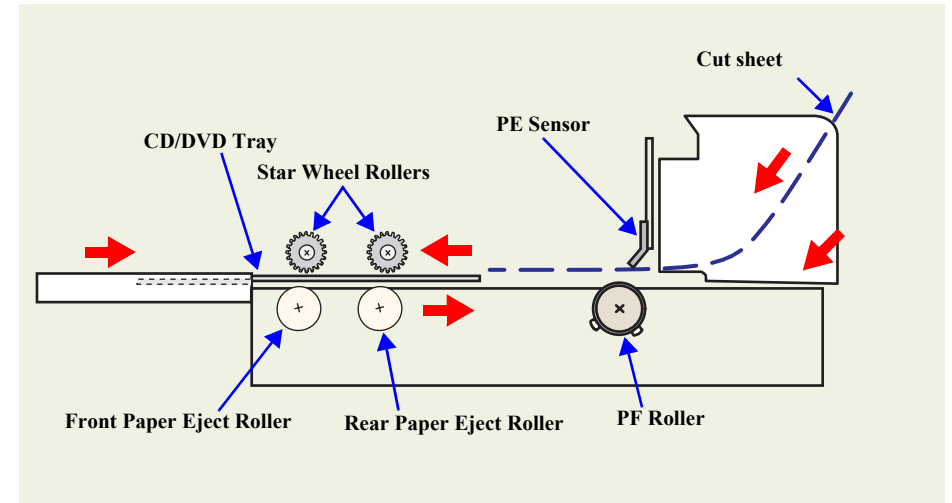 Cut sheet
PE Sensor
CD/DVD Tray
Star Wheel Rollers
Front Paper Eject Roller
Rear Paper Eject Roller
PF Roller